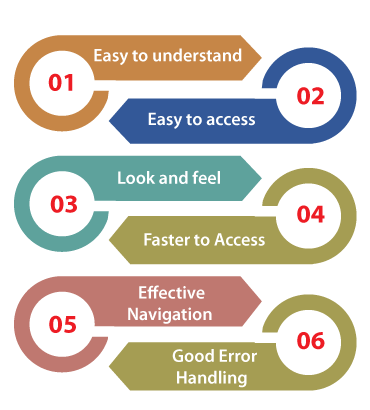 01 Easy to understand
Easy to access 02
03 Look and feel
Faster to Access 04
05 Effective
Navigation
Good Error 06
Handling